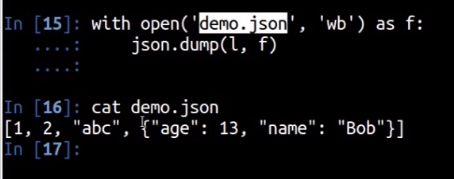 In [15]: with open('demo.json', 'wb') as f:
   ....:     json.dump(l, f)
   ....:
In [16]: cat demo.json
[1, 2, "abc", {"age": 13, "name": "Bob"}]
In [17]: